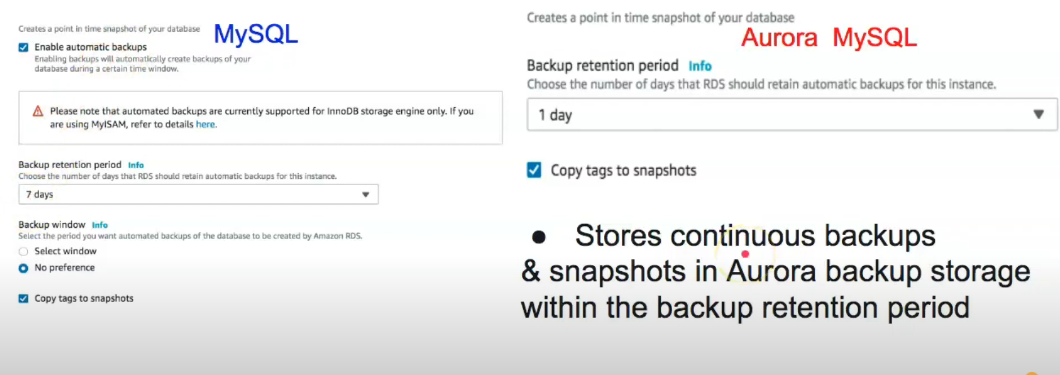 Creates a point in time snapshot of your database
MySQL
Enable automatic backups
Enabling backups will automatically create backups of your
database during a certain time window.
Please note that automated backups are currently supported for InnoDB storage engine only. If you
are using MyISAM, refer to details here.
Backup retention period Info
Choose the number of days that RDS should retain automatic backups for this instance.
7 days
Backup window Info
Select the period you want automated backups of the database to be created by Amazon RDS.
Select window
No preference
Copy tags to snapshots
Creates a point in time snapshot of your database
Aurora MySQL
Backup retention period Info
Choose the number of days that RDS should retain automatic backups for this instance.
1 day
Copy tags to snapshots
● Stores continuous backups
& snapshots in Aurora backup storage
within the backup retention period